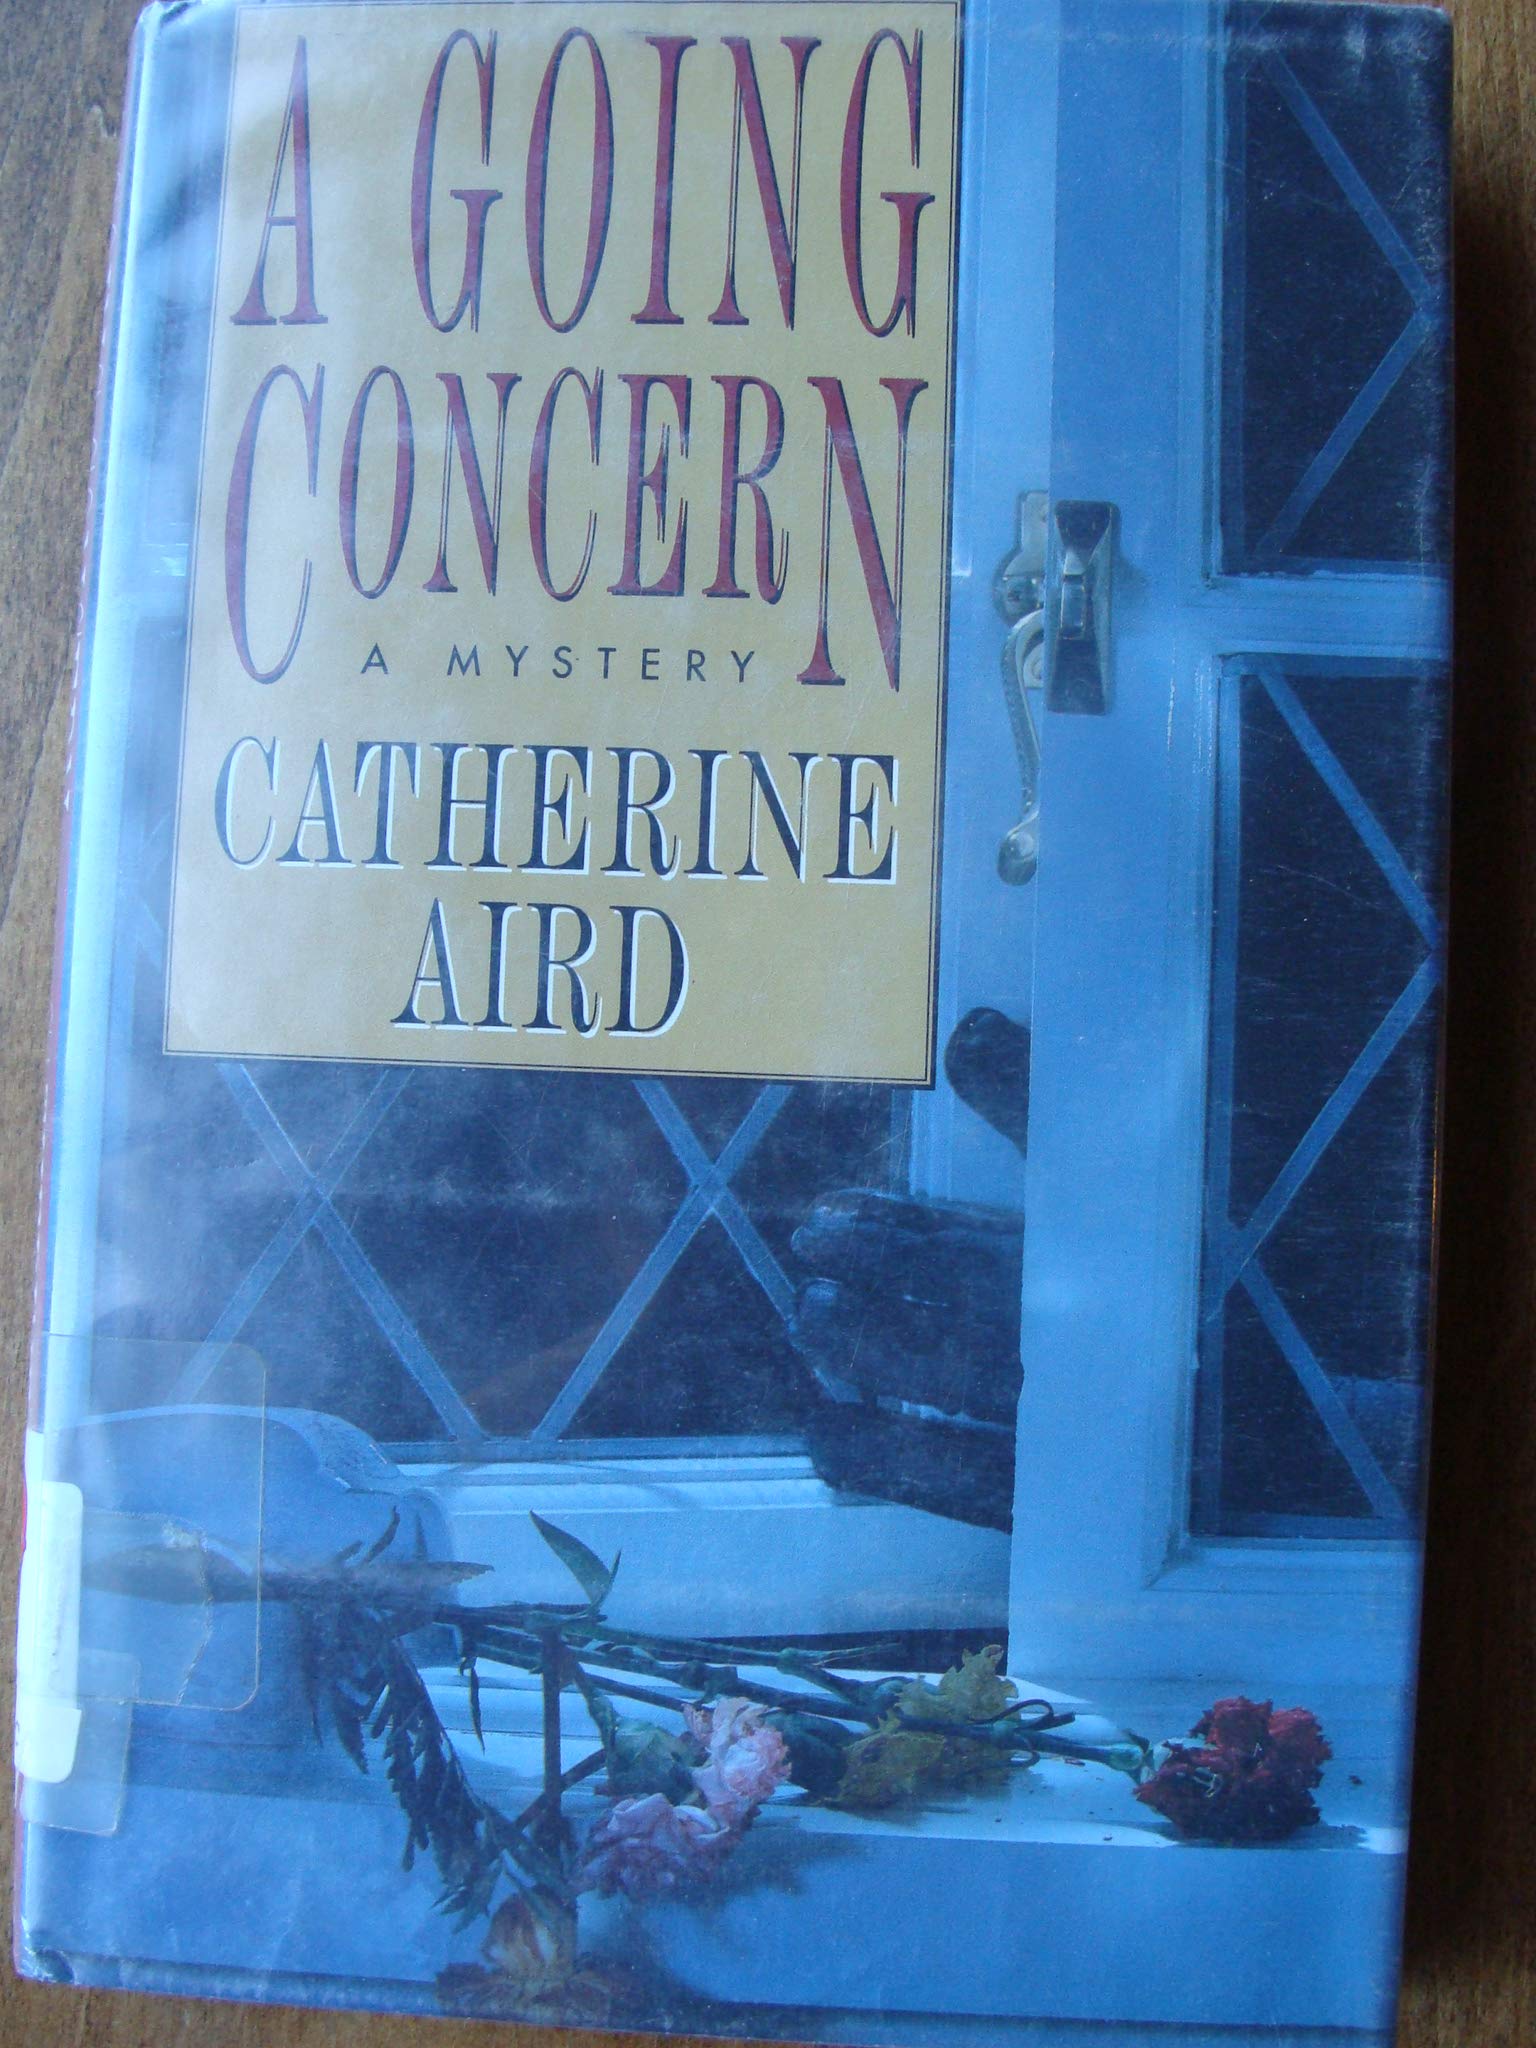 A GOING
CONCERN
A MYSTERY
CATHERINE
AIRD